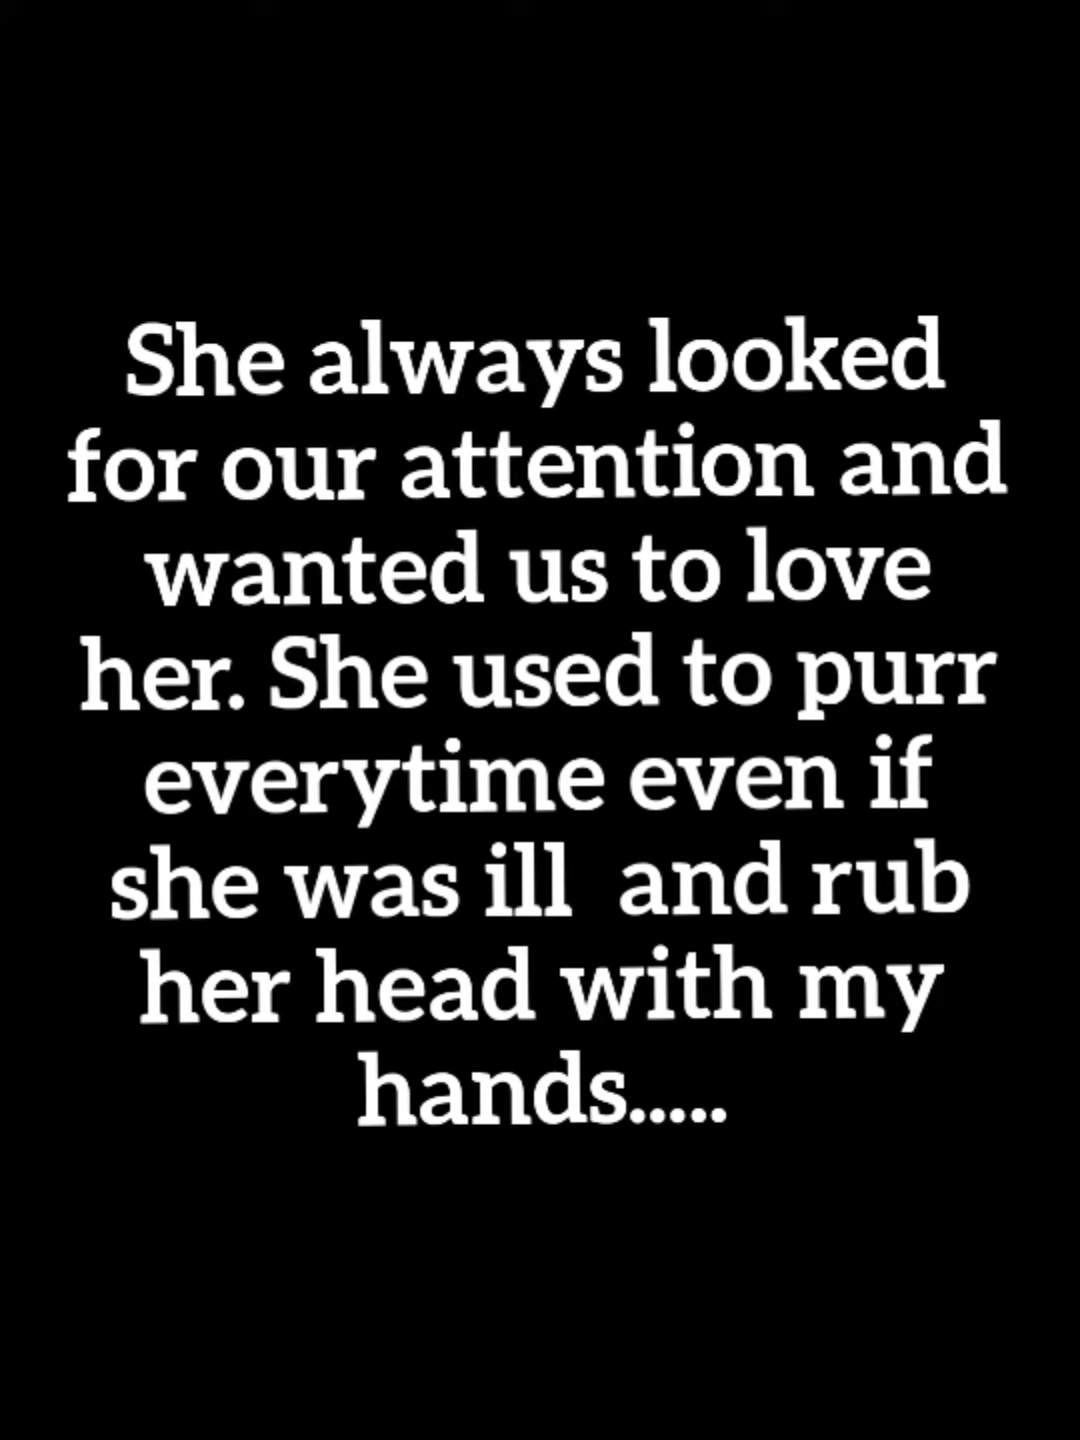 She always looked
for our attention and
wanted us to love
her. She used to purr
everytime even if
she was ill  and rub
her head with my
hands.....